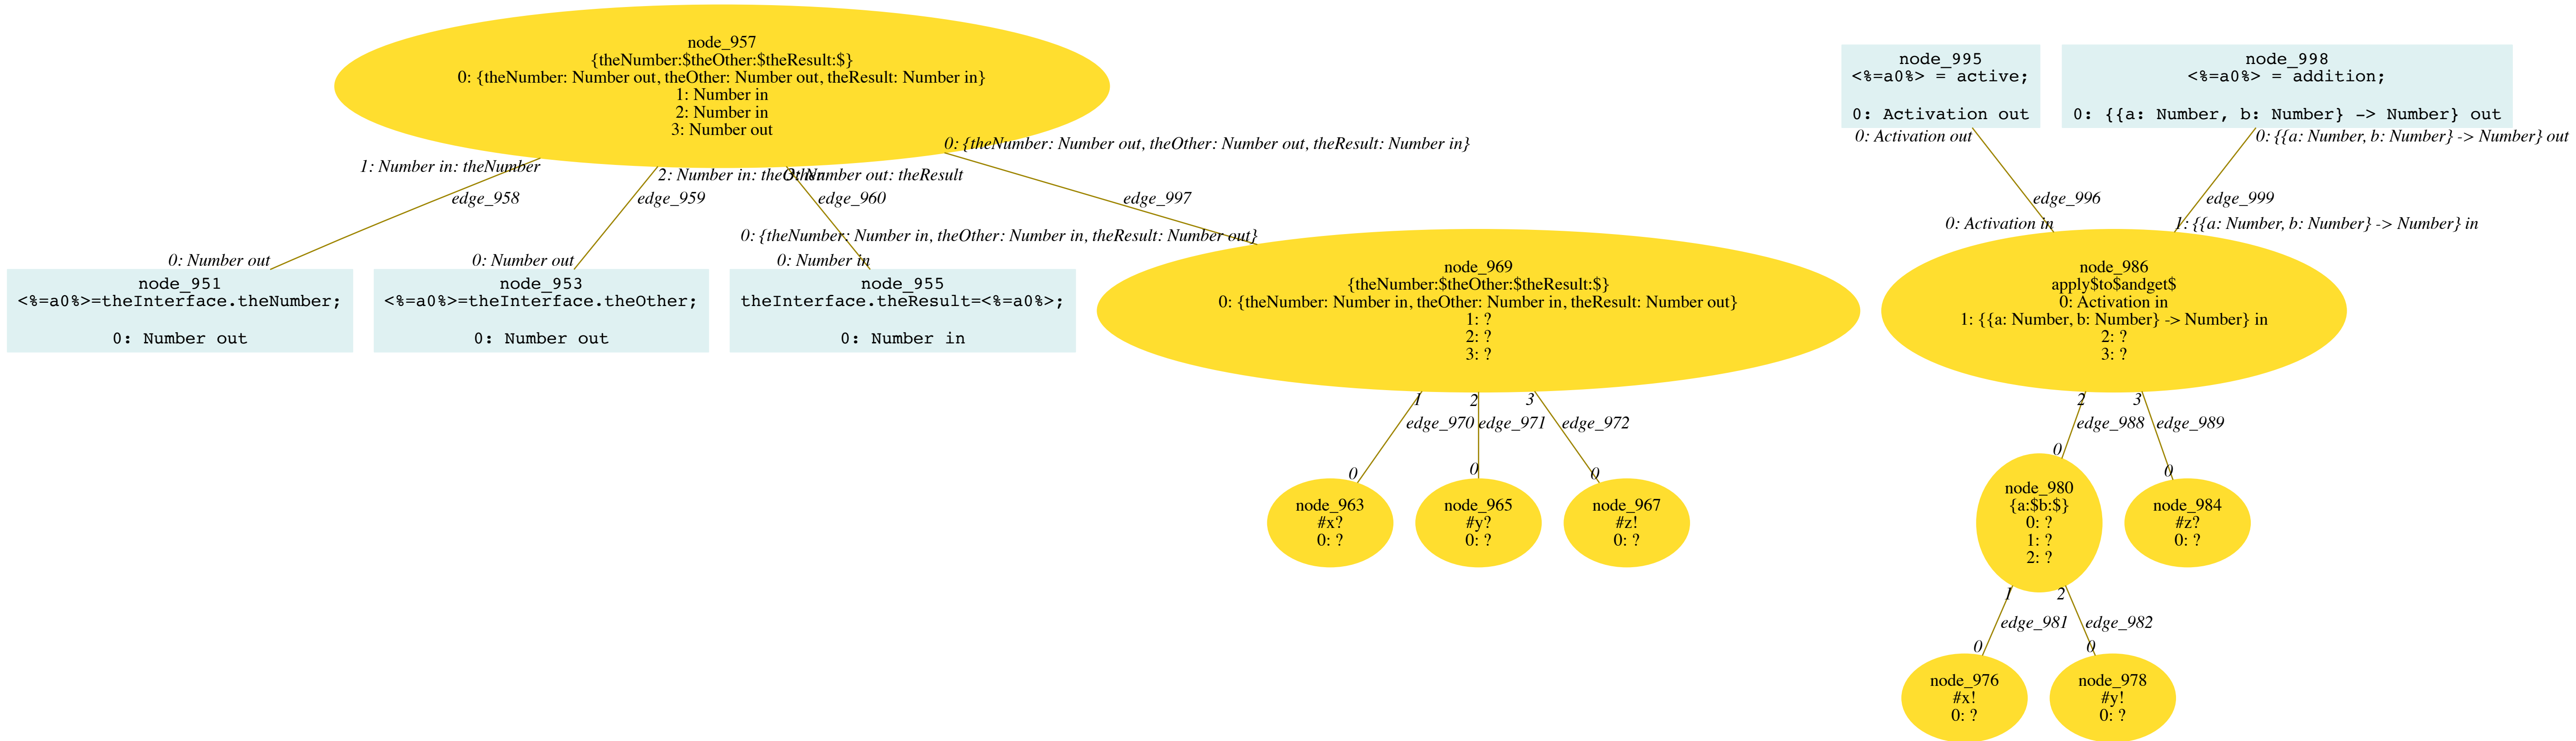 node_957
{theNumber:$theOther:$theResult:$}
0: {theNumber: Number out, theOther: Number out, theResult: Number in}
1: Number in
2: Number in
3: Number out
node_995
<%=a0%> = active;
0: Activation out
node_998
<%=a0%> = addition;
0: {{a: Number, b: Number} -> Number} out
0: Activation out
0: {{a: Number, b: Number} -> Number} out
0: {theNumber: Number out, theOther: Number out, theResult: Number in}
1: Number in: theNumber
2: Number in: theOther
3: Number out: theResult
edge_958
edge_959
edge_960
edge_997
edge_996
edge_999
0: Activation in
1: {{a: Number, b: Number} -> Number} in
0: {theNumber: Number in, theOther: Number in, theResult: Number out}
0: Number out
0: Number out
0: Number in
node_951
<%=a0%>=theInterface.theNumber;
0: Number out
node_953
<%=a0%>=theInterface.theOther;
0: Number out
node_955
theInterface.theResult=<%=a0%>;
0: Number in
node_969
{theNumber:$theOther:$theResult:$}
0: {theNumber: Number in, theOther: Number in, theResult: Number out}
1: ?
2: ?
3: ?
node_986
apply$to$andget$
0: Activation in
1: {{a: Number, b: Number} -> Number} in
2: ?
3: ?
1
2
3
2
3
edge_970
edge_971
edge_972
edge_988
edge_989
0
0
0
0
0
node_963
#x?
0: ?
node_965
#y?
0: ?
node_967
#z!
0: ?
node_980
{a:$b:$}
0: ?
1: ?
2: ?
node_984
#z?
0: ?
1
2
edge_981
edge_982
0
0
node_976
#x!
0: ?
node_978
#y!
0: ?